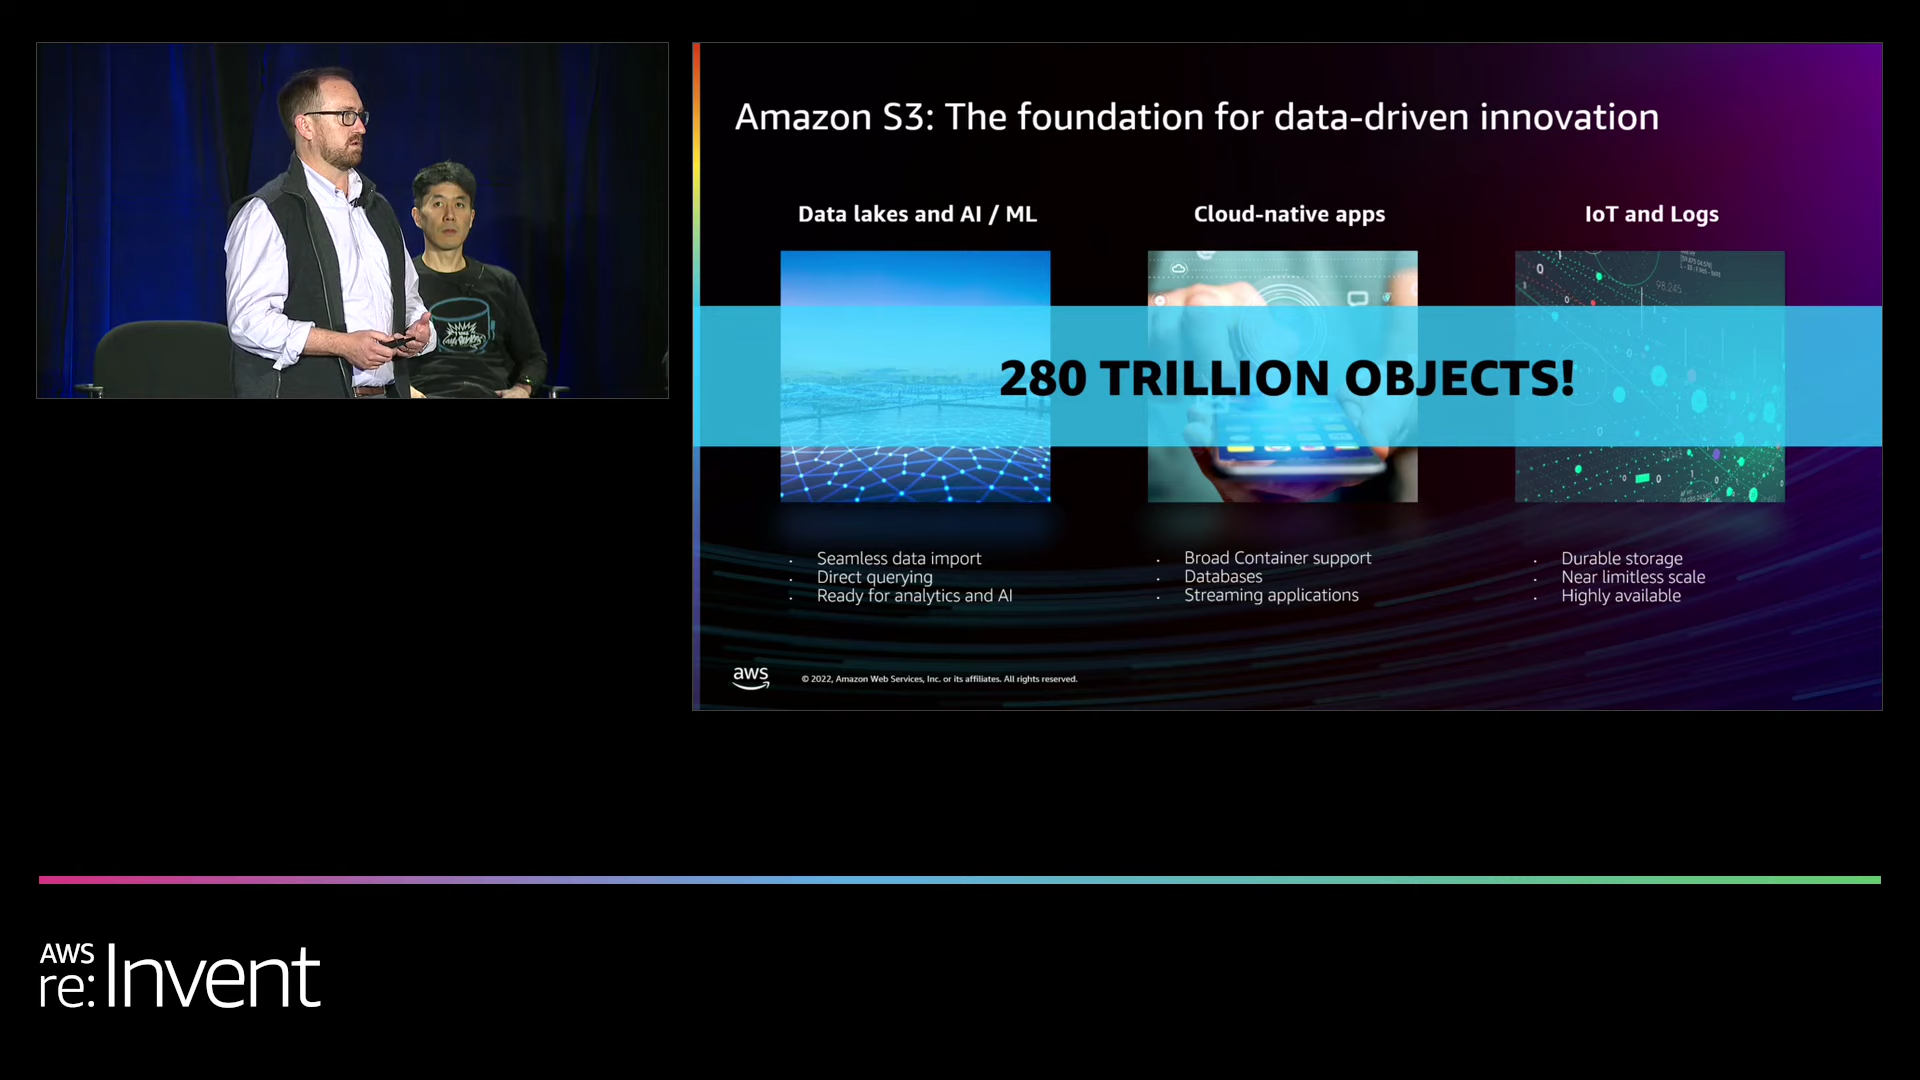 Amazon S3: The foundation for data-driven innovation
Data lakes and AI / ML
Cloud-native apps
IoT and Logs
280 TRILLION OBJECTS!
· Seamless data import
· Direct querying
· Ready for analytics and AI
· Broad Container support
· Databases
· Streaming applications
· Durable storage
· Near limitless scale
· Highly available
aws
© 2022, Amazon Web Services, Inc. or its affiliates. All rights reserved.
AWS
re:Invent